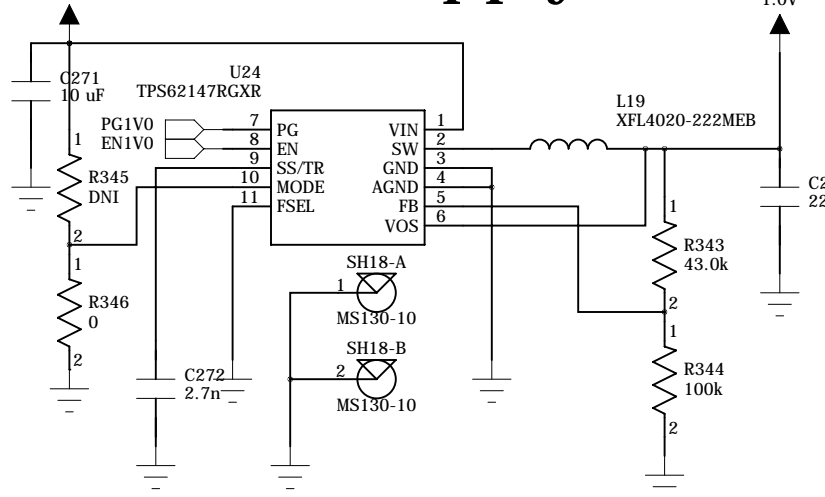 1.0V
C271
10 uF
U24
TPS62147RGXR
L19
XFL4020-222MEB
PG1V0
EN1V0
7
8
9
10
11
PG
EN
SS/TR
MODE
FSEL
VIN
SW
GND
AGND
FB
VOS
1
2
3
4
5
6
1
R345
DNI
2
1
R346
0
2
C272
2.7n
SH18-A
1
MS130-10
SH18-B
2
MS130-10
1
R343
43.0k
2
1
R344
100k
2